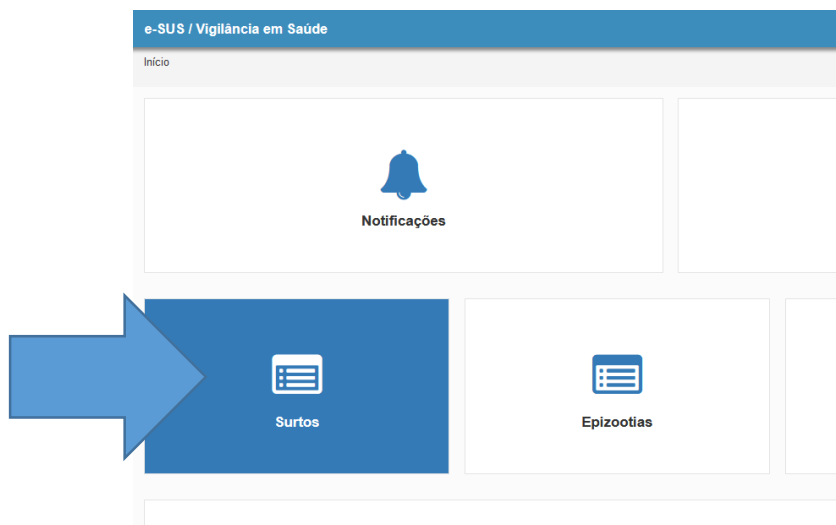 e-SUS / Vigilância em Saúde
Início
Notificações
Surtos
Epizootias